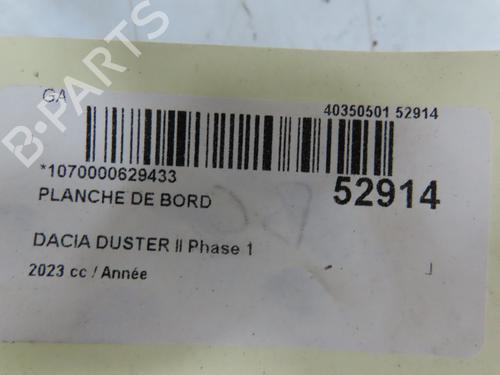 GA
40350501 52914
*1070000629433
52914
PLANCHE DE BORD
DACIA DUSTER II Phase 1
2023 cc / Année
B-PARTS